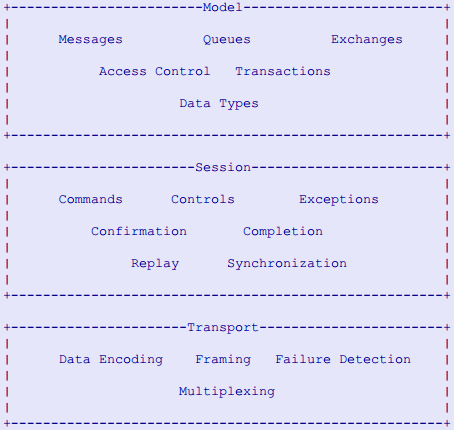 Model
Messages Queues Exchanges
Access Control Transactions
Data Types
Session
Commands Controls Exceptions
Confirmation Completion
Replay Synchronization
Transport
Data Encoding Framing Failure Detection
Multiplexing